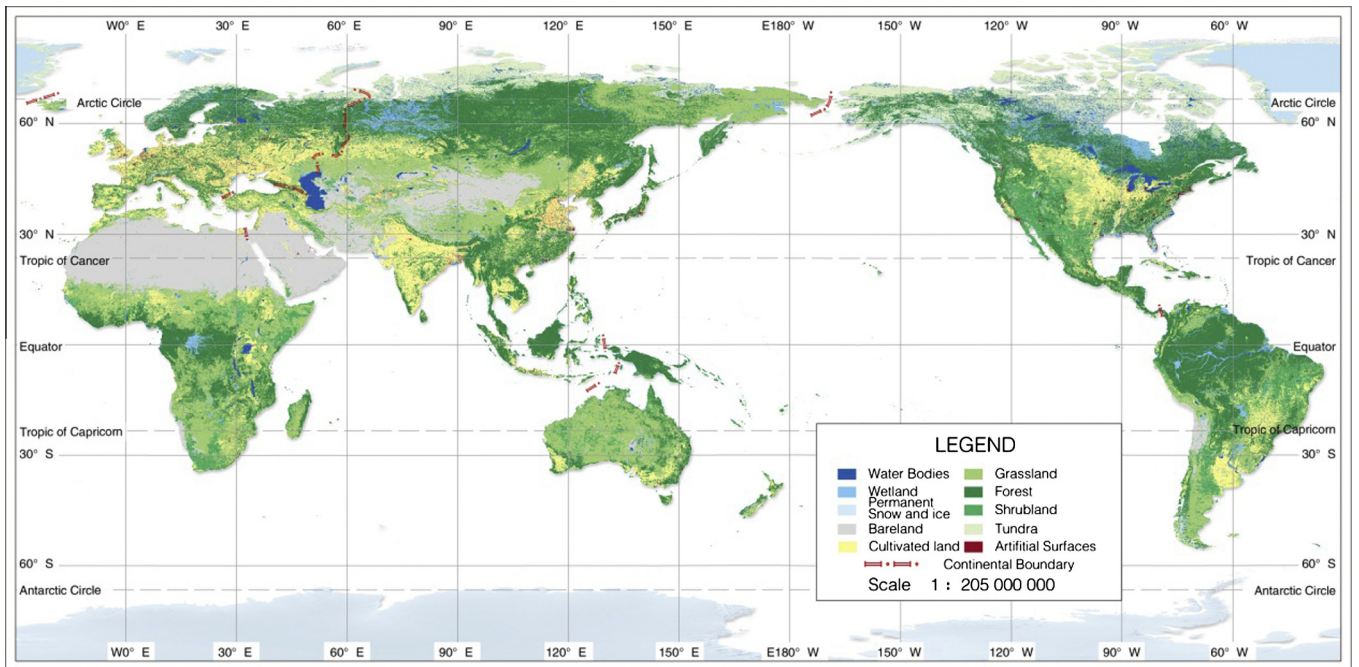 W0° E 30° E 60° E 90° E 120° E 150° E E180° W 150° W 120° W 90° W 60° W
Arctic Circle Arctic Circle
60° N 60° N
30° N 30° N
Tropic of Cancer Tropic of Cancer
Equator Equator
Tropic of Capricorn Tropic of Capricorn
30° S 30° S
LEGEND
Water Bodies Grassland
Wetland Forest
Permanent
Snow and ice Shrubland
Bareland Tundra
Cultivated land Artifitial Surfaces
Continental Boundary
Scale 1 : 205 000 000
60° S 60° S
Antarctic Circle Antarctic Circle
W0° E 30° E 60° E 90° E 120° E 150° E E180° W 150° W 120° W 90° W 60° W